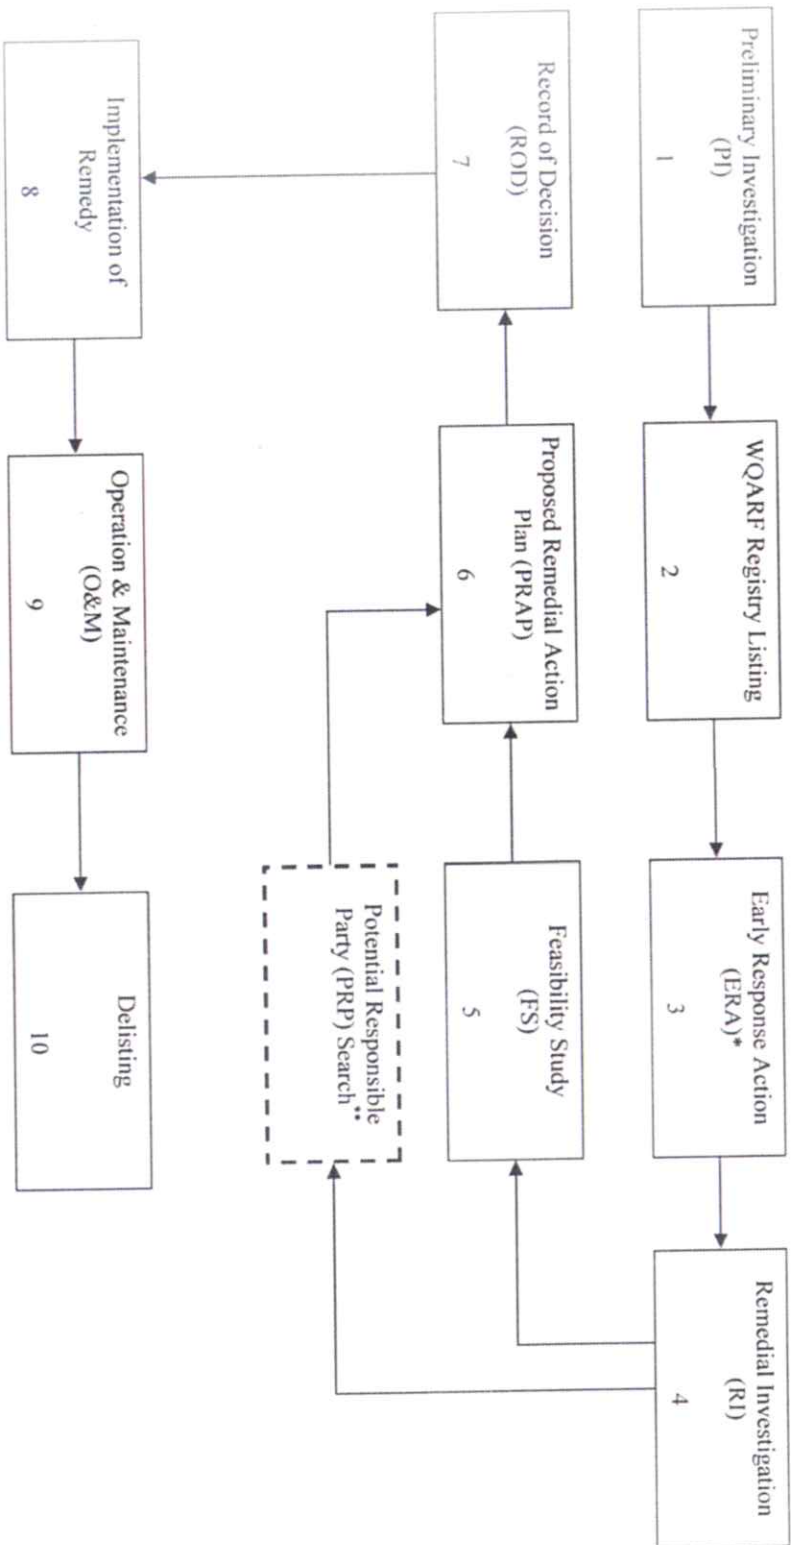 Preliminary Investigation
(PI)
1
WQARF Registry Listing
2
Early Response Action
(ERA)*
3
Remedial Investigation
(RI)
4
Record of Decision
(ROD)
7
Proposed Remedial Action
Plan (PRAP)
6
Feasibility Study
(FS)
5
Potential Responsible
Party (PRP) Search**
Implementation of
Remedy
8
Operation & Maintenance
(O&M)
9
Delisting
10